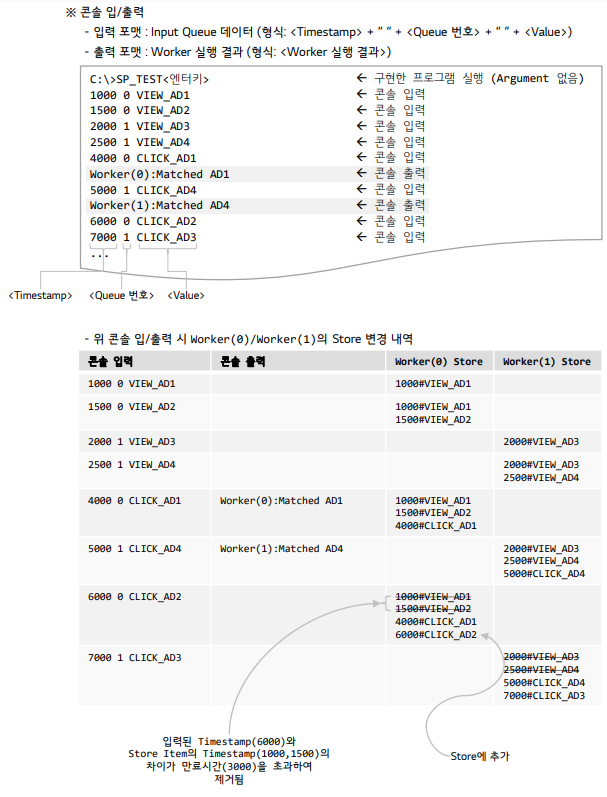 ※ 콘솔 입/출력
- 입력 포맷 : Input Queue 데이터 (형식: <Timestamp> + “ “ + <Queue 번호> + “ “ + <Value>)
- 출력 포맷 : Worker 실행 결과 (형식: <Worker 실행 결과>)
C:\>SP_TEST<엔터키> ← 구현한 프로그램 실행 (Argument 없음)
1000 0 VIEW_AD1 ← 콘솔 입력
1500 0 VIEW_AD2 ← 콘솔 입력
2000 1 VIEW_AD3 ← 콘솔 입력
2500 1 VIEW_AD4 ← 콘솔 입력
4000 0 CLICK_AD1 ← 콘솔 입력
Worker(0):Matched AD1 ← 콘솔 출력
5000 1 CLICK_AD4 ← 콘솔 입력
Worker(1):Matched AD4 ← 콘솔 출력
6000 0 CLICK_AD2 ← 콘솔 입력
7000 1 CLICK_AD3 ← 콘솔 입력
...
<Timestamp> <Queue 번호> <Value>
- 위 콘솔 입/출력 시 Worker(0)/Worker(1)의 Store 변경 내역
콘솔 입력 콘솔 출력 Worker(0) Store Worker(1) Store
1000 0 VIEW_AD1 1000#VIEW_AD1
1500 0 VIEW_AD2 1000#VIEW_AD1
1500#VIEW_AD2
2000 1 VIEW_AD3 2000#VIEW_AD3
2500 1 VIEW_AD4 2000#VIEW_AD3
2500#VIEW_AD4
4000 0 CLICK_AD1 Worker(0):Matched AD1 1000#VIEW_AD1
1500#VIEW_AD2
4000#CLICK_AD1
5000 1 CLICK_AD4 Worker(1):Matched AD4 2000#VIEW_AD3
2500#VIEW_AD4
5000#CLICK_AD4
6000 0 CLICK_AD2 1000#VIEW_AD1
1500#VIEW_AD2
4000#CLICK_AD1
6000#CLICK_AD2
7000 1 CLICK_AD3 2000#VIEW_AD3
2500#VIEW_AD4
5000#CLICK_AD4
7000#CLICK_AD3
입력된 Timestamp(6000)와
Store Item의 Timestamp(1000,1500)의
차이가 만료시간(3000)을 초과하여
제거됨
Store에 추가